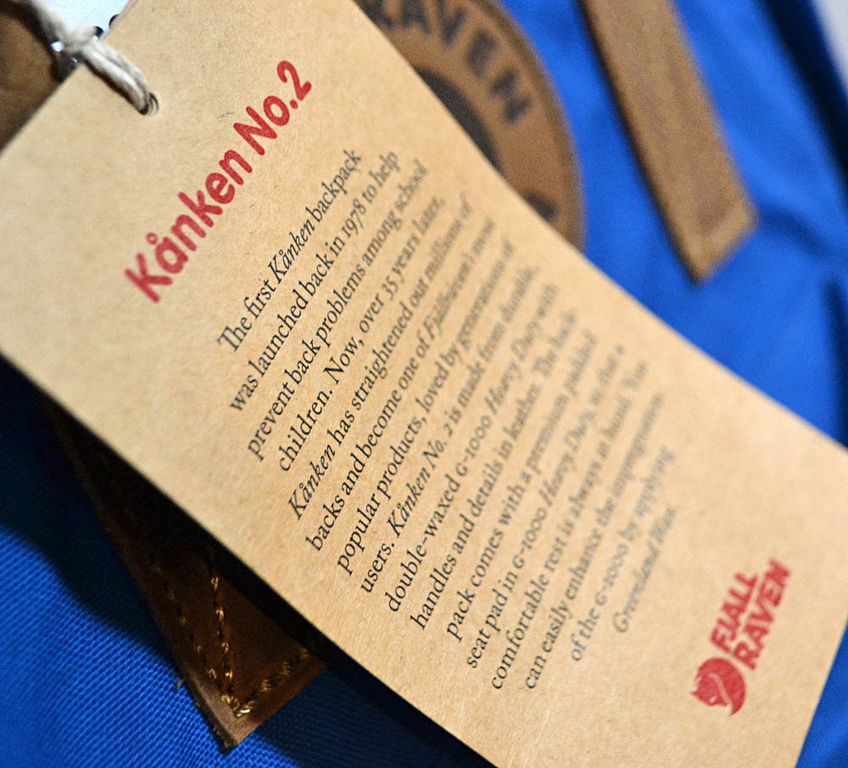 RAVEN
Kånken No.2
The first Kånken backpack
was launched back in 1978 to help
prevent back problems among school
children. Now, over 35 years later,
Kånken has straightened out millions of
backs and become one of Fjällräven's most
popular products, loved by generations of
users. Kånken No. 2 is made from durable,
double-waxed G-1000 Heavy Duty with
handles and details in leather. The back-
pack comes with a premium padded
seat pad in G-1000 Heavy Duty, so that a
comfortable rest is always at hand. You
can easily enhance the impregnation
of the G-1000 by applying
Greenland Wax.
FJALL
RAVEN